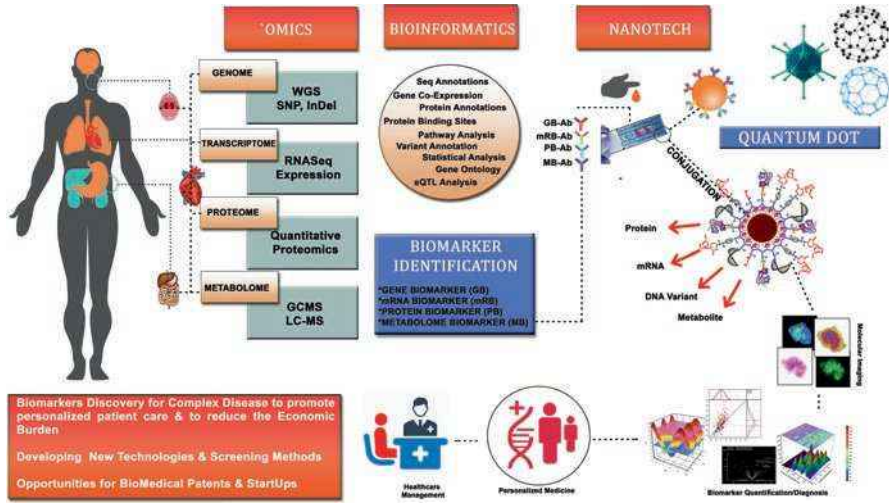 `OMICS
BIOINFORMATICS
NANOTECH
GENOME
WGS
SNP, InDel
TRANSCRIPTOME
RNASeq
Expression
PROTEOME
Quantitative
Proteomics
METABOLOME
GCMS
LC-MS
Seq Annotations
Gene Co-Expression
Protein Annotations
Protein Binding Sites
Pathway Analysis
Variant Annotation
Statistical Analysis
Gene Ontology
eQTL Analysis
BIOMARKER
IDENTIFICATION
*GENE BIOMARKER (GB)
*mRNA BIOMARKER (mRB)
*PROTEIN BIOMARKER (PB)
*METABOLOME BIOMARKER (MB)
GB-Ab
mRB-Ab
PB-Ab
MB-Ab
QUANTUM DOT
CONJUGATION
Protein
mRNA
DNA Variant
Metabolite
Molecular Imaging
Biomarkers Discovery for Complex Disease to promote
personalized patient care & to reduce the Economic
Burden
Developing New Technologies & Screening Methods
Opportunities for BioMedical Patents & StartUps
Healthcare
Management
Personalized Medicine
Biomarker Quantification/Diagnosis